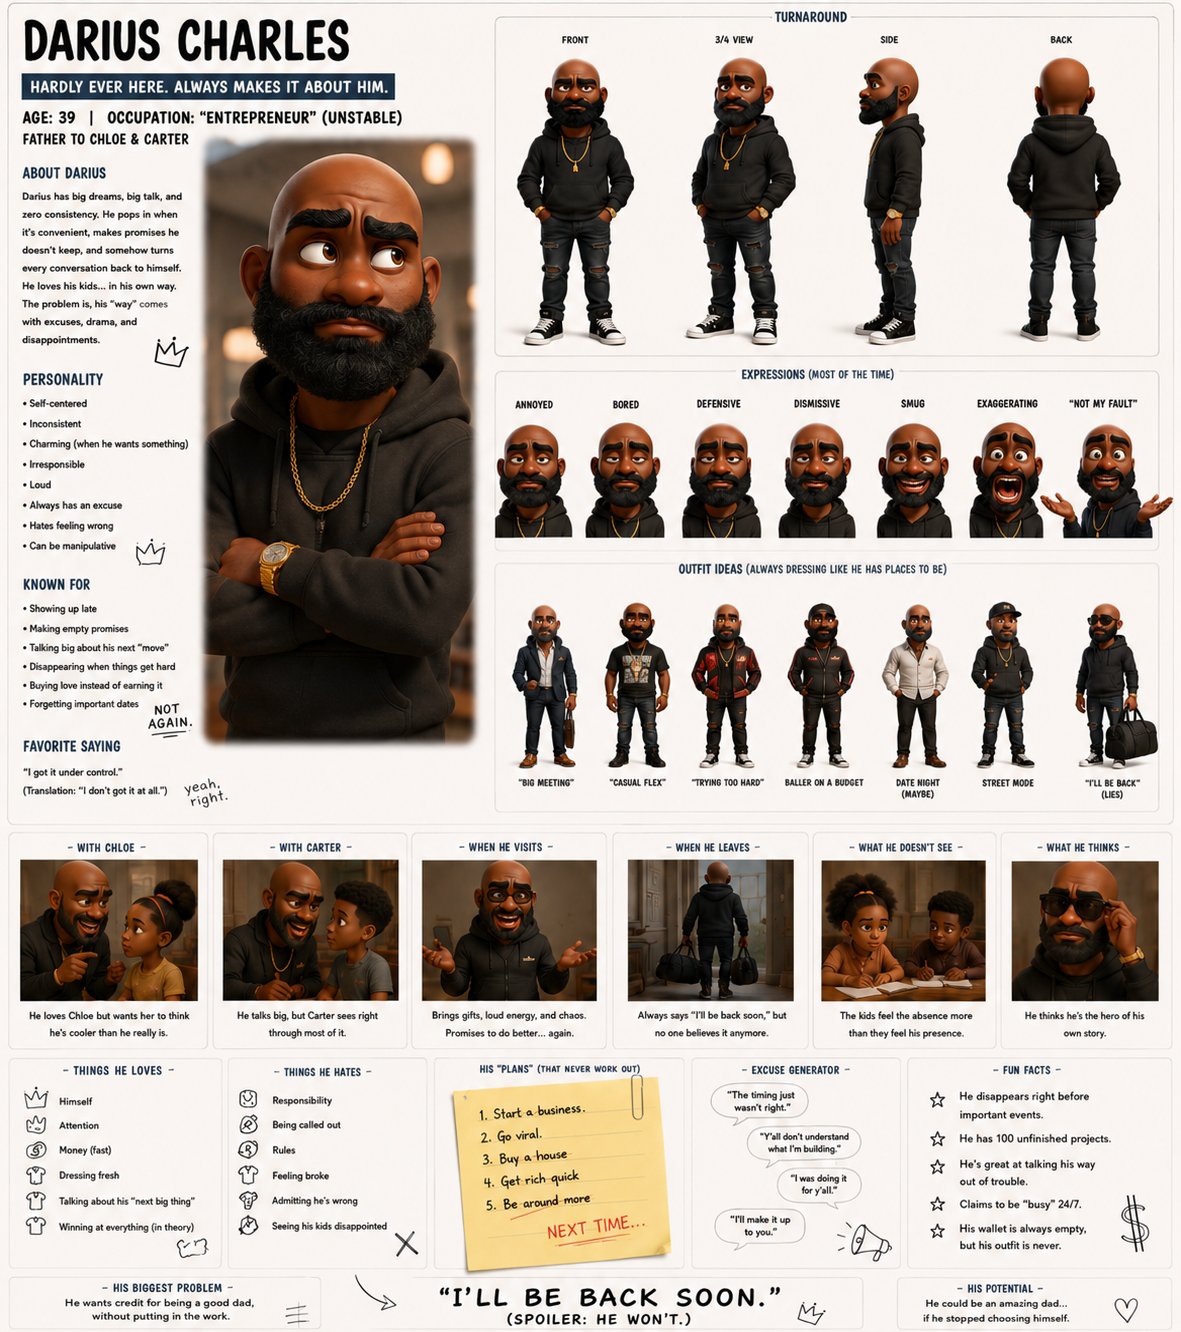 DARIUS CHARLES
HARDLY EVER HERE. ALWAYS MAKES IT ABOUT HIM.
AGE: 39 | OCCUPATION: “ENTREPRENEUR” (UNSTABLE)
FATHER TO CHLOE & CARTER
ABOUT DARIUS
Darius has big dreams, big talk, and
zero consistency. He pops in when
it's convenient, makes promises he
doesn't keep, and somehow turns
every conversation back to himself.
He loves his kids... in his own way.
The problem is, his “way” comes
with excuses, drama, and
disappointments.
PERSONALITY
• Self-centered
• Inconsistent
• Charming (when he wants something)
• Irresponsible
• Loud
• Always has an excuse
• Hates feeling wrong
• Can be manipulative
KNOWN FOR
• Showing up late
• Making empty promises
• Talking big about his next “move”
• Disappearing when things get hard
• Buying love instead of earning it
• Forgetting important dates
NOT
AGAIN.
FAVORITE SAYING
“I got it under control.”
(Translation: “I don't got it at all.”)
yeah,
right.
TURNAROUND
FRONT
3/4 VIEW
SIDE
BACK
EXPRESSIONS (MOST OF THE TIME)
ANNOYED
BORED
DEFENSIVE
DISMISSIVE
SMUG
EXAGGERATING
“NOT MY FAULT”
OUTFIT IDEAS (ALWAYS DRESSING LIKE HE HAS PLACES TO BE)
“BIG MEETING”
“CASUAL FLEX”
“TRYING TOO HARD”
BALLER ON A BUDGET
DATE NIGHT
(MAYBE)
STREET MODE
“I'LL BE BACK”
(LIES)
– WITH CHLOE –
He loves Chloe but wants her to think
he's cooler than he really is.
– WITH CARTER –
He talks big, but Carter sees right
through most of it.
– WHEN HE VISITS –
Brings gifts, loud energy, and chaos.
Promises to do better... again.
– WHEN HE LEAVES –
Always says “I'll be back soon,” but
no one believes it anymore.
– WHAT HE DOESN'T SEE –
The kids feel the absence more
than they feel his presence.
– WHAT HE THINKS –
He thinks he's the hero of his
own story.
– THINGS HE LOVES –
Himself
Attention
Money (fast)
Dressing fresh
Talking about his “next big thing”
Winning at everything (in theory)
– THINGS HE HATES –
Responsibility
Being called out
Rules
Feeling broke
Admitting he's wrong
Seeing his kids disappointed
HIS “PLANS” (THAT NEVER WORK OUT)
1. Start a business.
2. Go viral.
3. Buy a house
4. Get rich quick
5. Be around more
NEXT TIME...
– EXCUSE GENERATOR –
“The timing just
wasn't right.”
“Y'all don't understand
what I'm building.”
“I was doing it
for y'all.”
“I'll make it up
to you.”
– FUN FACTS –
He disappears right before
important events.
He has 100 unfinished projects.
He's great at talking his way
out of trouble.
Claims to be “busy” 24/7.
His wallet is always empty,
but his outfit is never.
$
– HIS BIGGEST PROBLEM –
He wants credit for being a good dad,
without putting in the work.
“I'LL BE BACK SOON.”
(SPOILER: HE WON'T.)
– HIS POTENTIAL –
He could be an amazing dad...
if he stopped choosing himself.